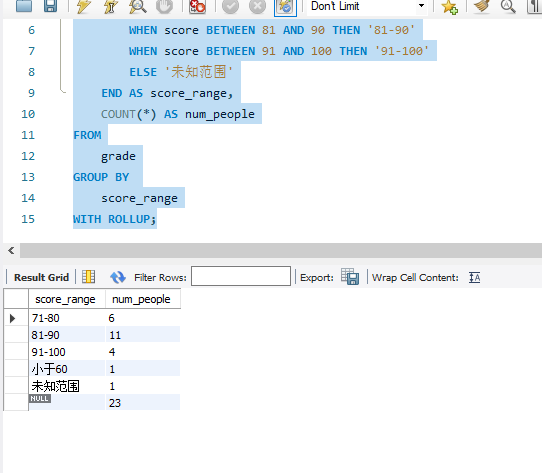 Don't Limit
6 WHEN score BETWEEN 81 AND 90 THEN '81-90'
7 WHEN score BETWEEN 91 AND 100 THEN '91-100'
8 ELSE '未知范围'
9 END AS score_range,
10 COUNT(*) AS num_people
11 FROM
12 grade
13 GROUP BY
14 score_range
15 WITH ROLLUP;
Result Grid Filter Rows: Export: Wrap Cell Content:
score_range num_people
71-80 6
81-90 11
91-100 4
小于60 1
未知范围 1
NULL 23